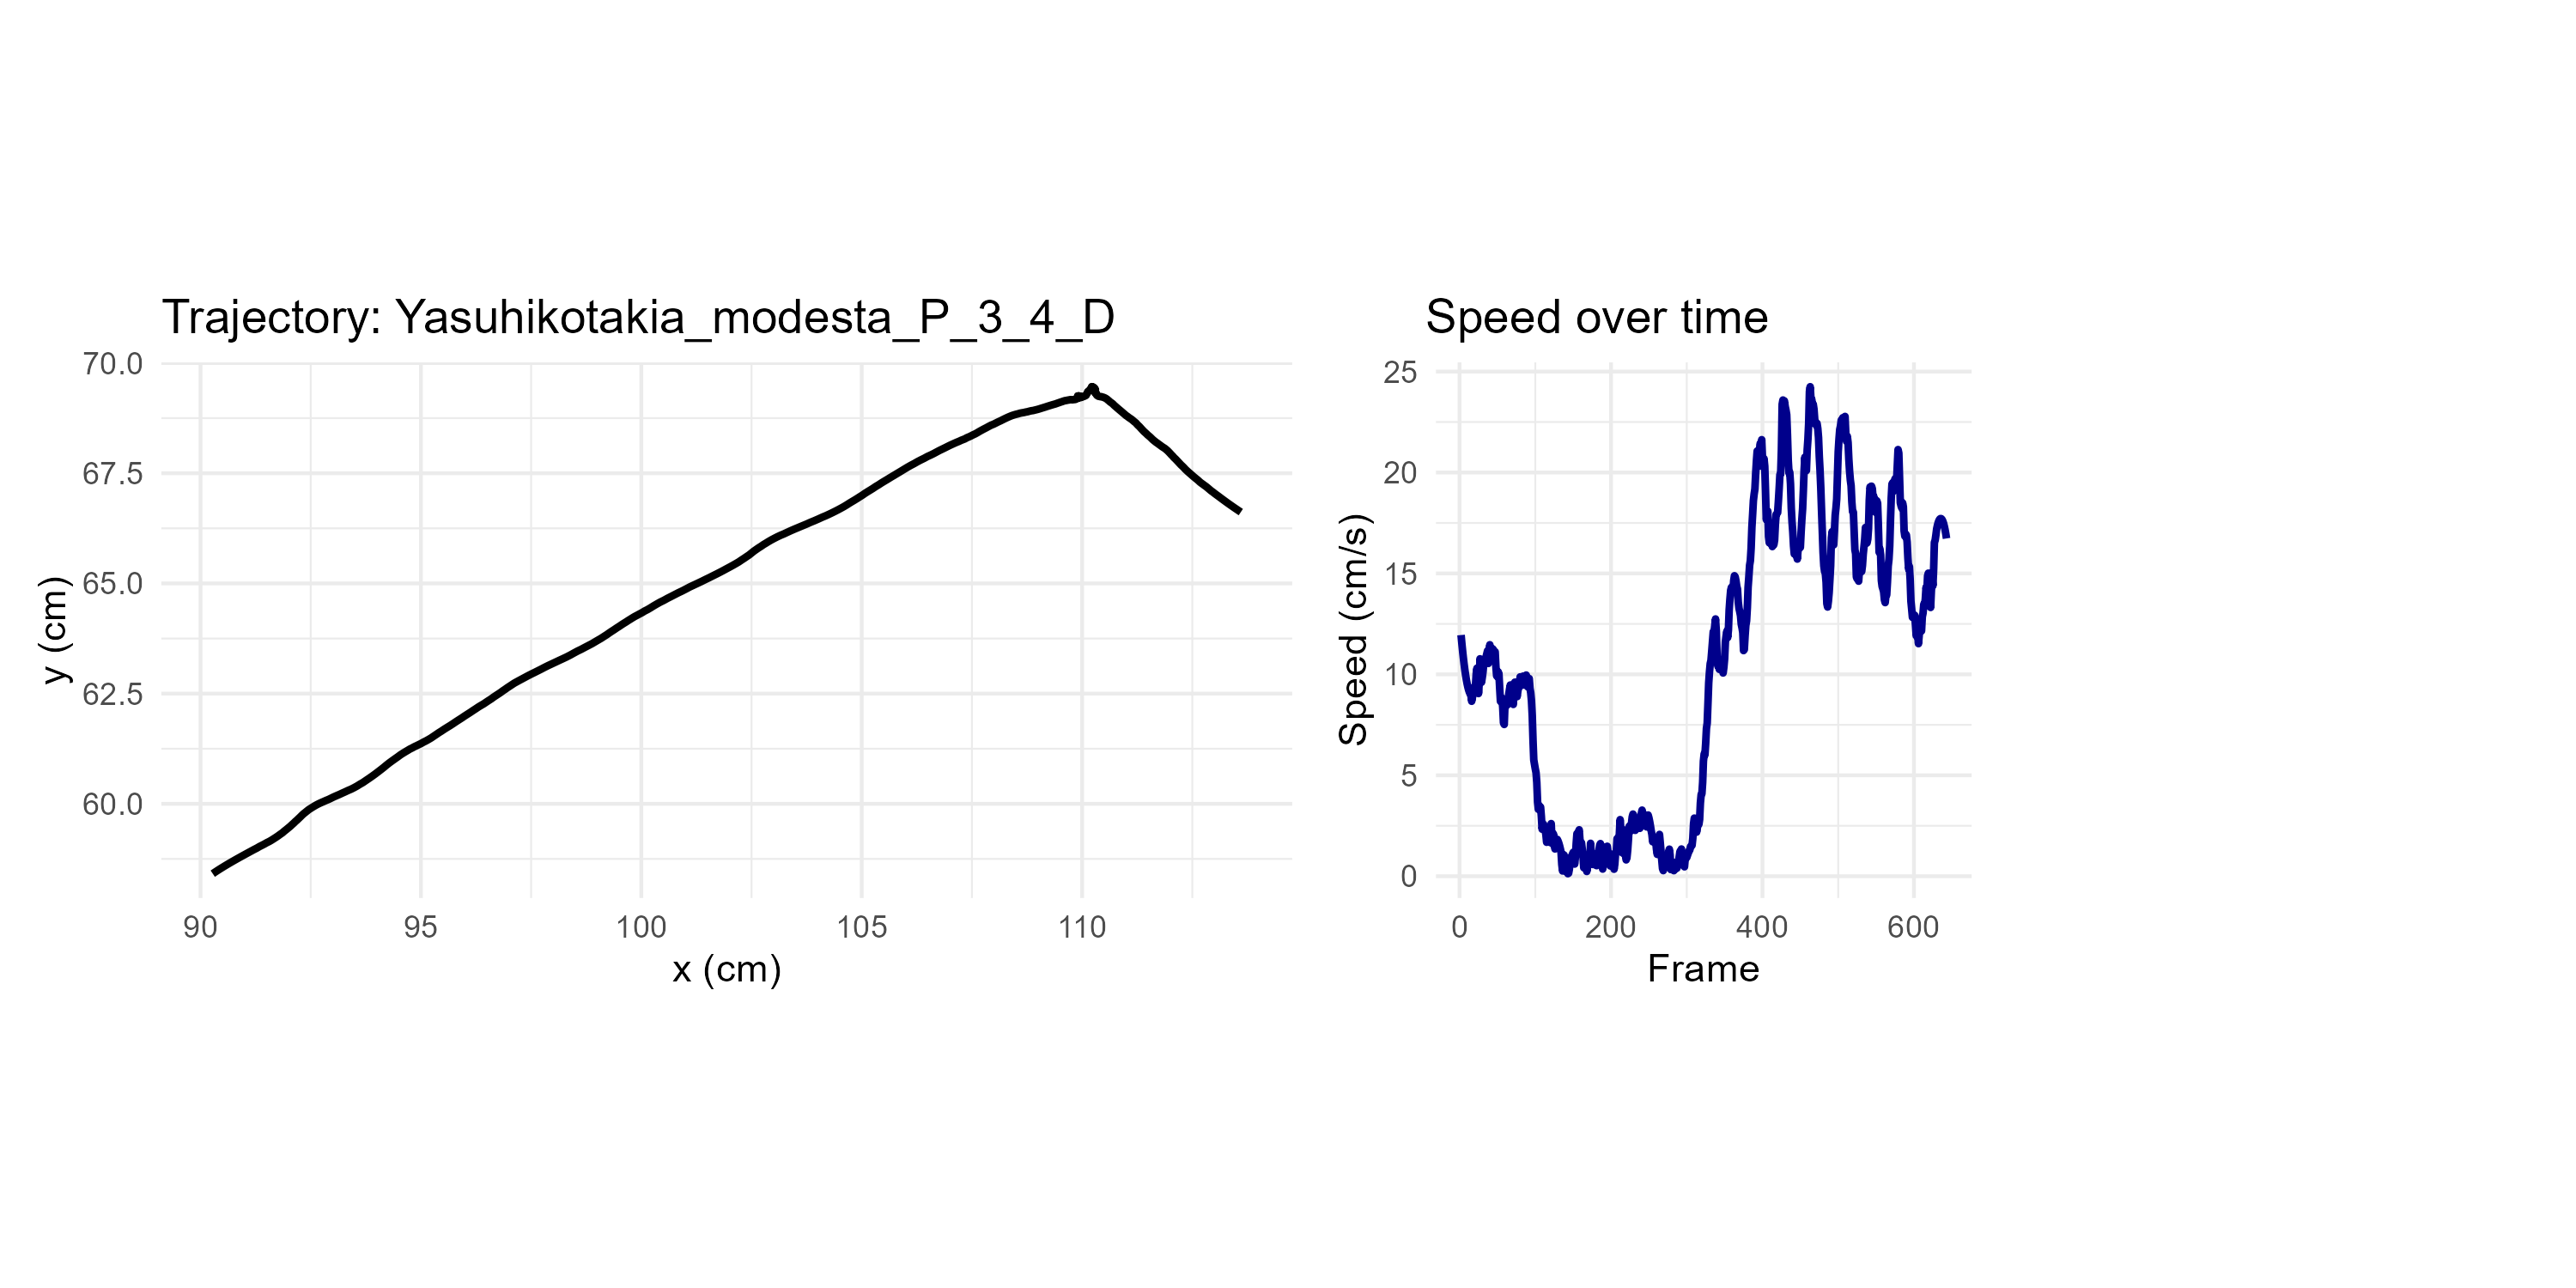 Trajectory: Yasuhikotakia_modesta_P_3_4_D
70.0
67.5
65.0
62.5
60.0
y (cm)
90 95 100 105 110
x (cm)
Speed over time
25
20
15
10
5
0
Speed (cm/s)
0 200 400 600
Frame